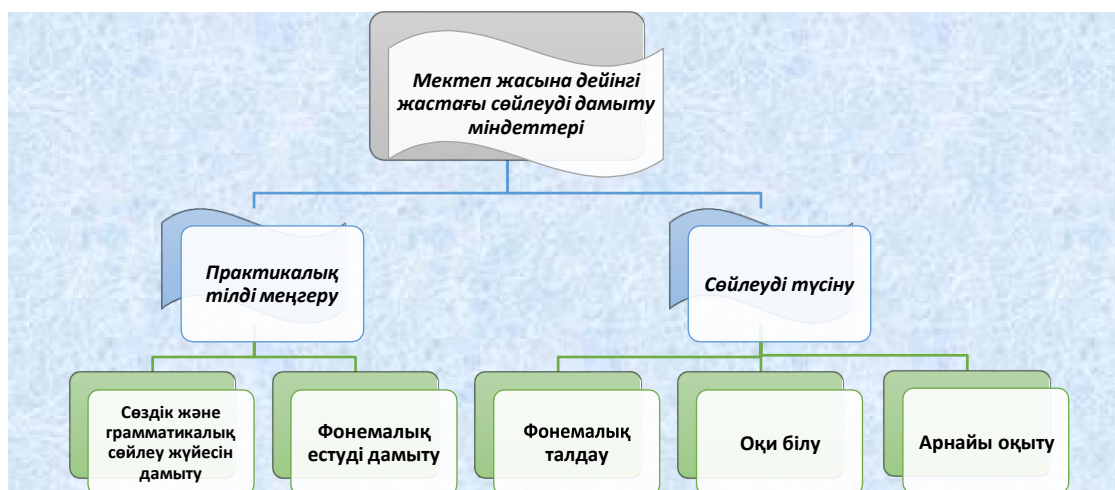 Мектеп жасына дейінгі
жастағы сөйлеуді дамыту
міндеттері
Практикалық
тілді меңгеру
Сөйлеуді түсіну
Сөздік және
грамматикалық
сөйлеу жүйесін
дамыту
Фонемалық
естуді дамыту
Фонемалық
талдау
Оқи білу
Арнайы оқыту